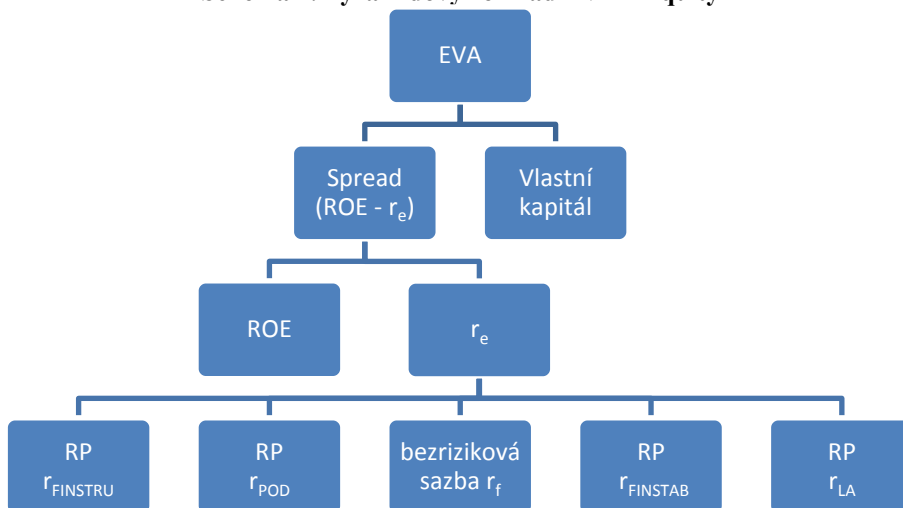 EVA
Spread
(ROE - re)
Vlastní
kapitál
ROE
re
RP
rFINSTRU
RP
rPOD
bezriziková
sazba rf
RP
rFINSTAB
RP
rLA